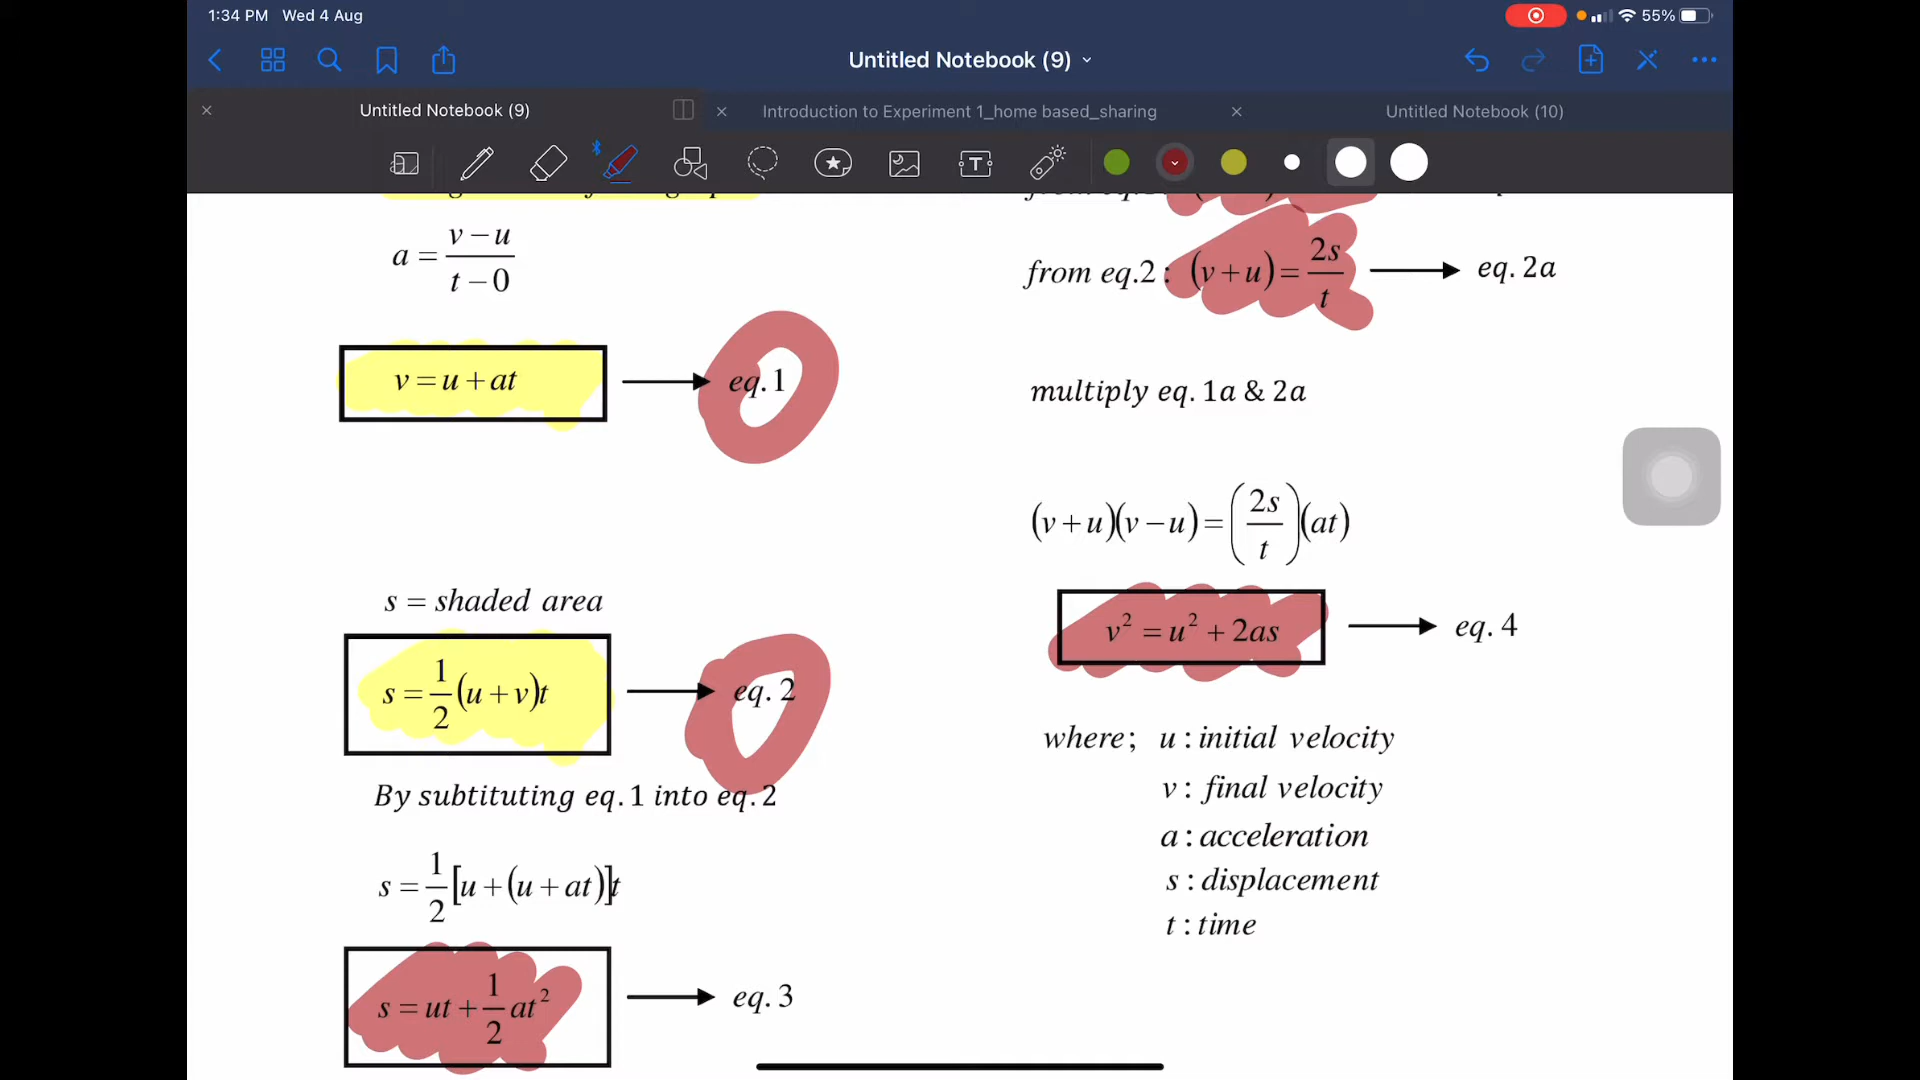 1:34 PM Wed 4 Aug
55%
Untitled Notebook (9)
Untitled Notebook (9)
Introduction to Experiment 1_home based_sharing
Untitled Notebook (10)
a = (v − u)/(t − 0)
v = u + at
eq. 1
s = shaded area
s = 1/2 (u + v)t
eq. 2
By subtituting eq. 1 into eq. 2
s = 1/2 [u + (u + at)]t
s = ut + 1/2 at²
eq. 3
from eq.2 : (v + u) = 2s/t
eq. 2a
multiply eq. 1a & 2a
(v + u)(v − u) = (2s/t)(at)
v² = u² + 2as
eq. 4
where; u : initial velocity
v : final velocity
a : acceleration
s : displacement
t : time